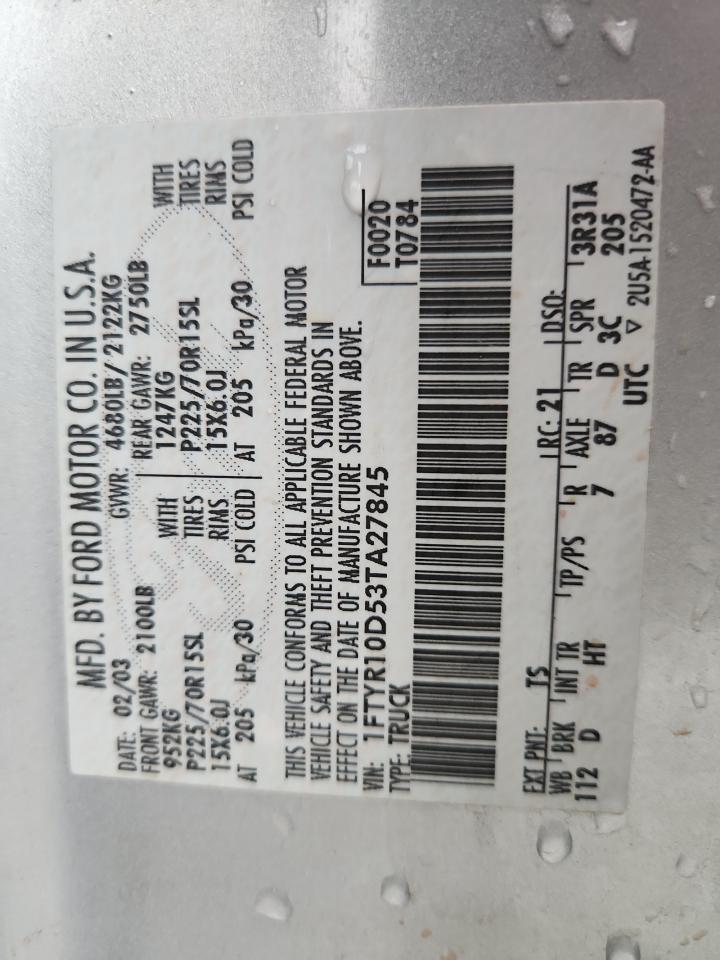 MFD. BY FORD MOTOR CO. IN U.S.A.
DATE: 02/03 GVWR: 4680LB/ 2122KG
FRONT GAWR: 2100LB REAR GAWR: 2750LB
952KG WITH 1247KG WITH
P225/70R15SL TIRES P225/70R15SL TIRES
15X6.0J RIMS 15X6.0J RIMS
AT 205 kPa/30 PSI COLD AT 205 kPa/30 PSI COLD
THIS VEHICLE CONFORMS TO ALL APPLICABLE FEDERAL MOTOR
VEHICLE SAFETY AND THEFT PREVENTION STANDARDS IN
EFFECT ON THE DATE OF MANUFACTURE SHOWN ABOVE.
VIN: 1FTYR10D53TA27845 F0020
TYPE: TRUCK T0784
EXT PNT: TS RC: 21 DSO:
WB BRK INT TR TP/PS R AXLE TR SPR 3R31A
112 D HT 7 87 D 3C 205
UTC ▽ 2U5A-1520472-AA